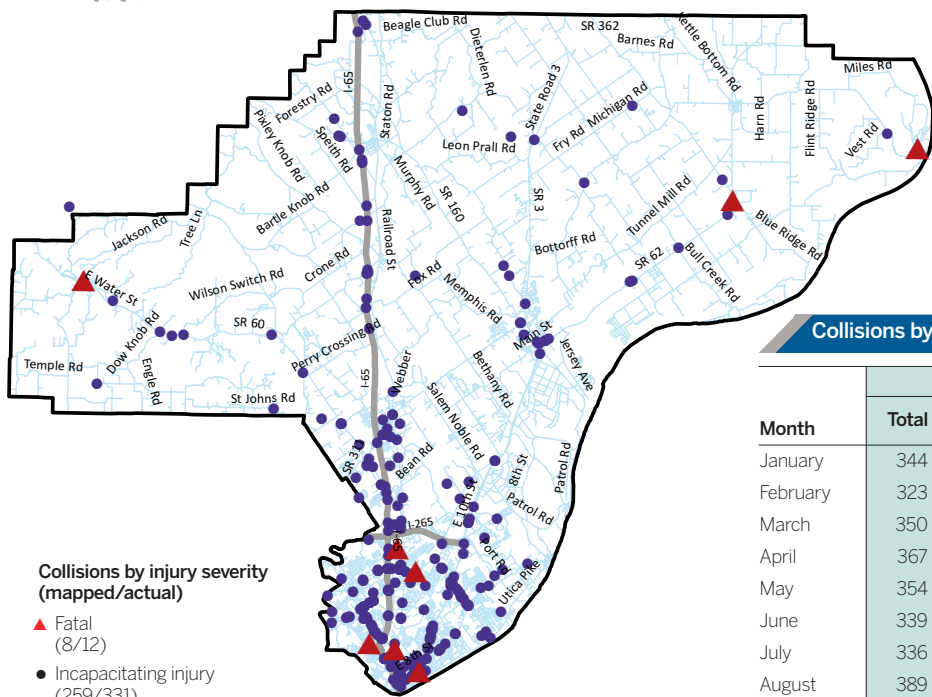 Beagle Club Rd
SR 362
Barnes Rd
Kettle Bottom Rd
Dieterlen Rd
Miles Rd
I-65
Forestry Rd
Staton Rd
State Road 3
Fry Rd
Michigan Rd
Harn Rd
Flint Ridge Rd
Vest Rd
Pixley Knob Rd
Speith Rd
Leon Prall Rd
Murphy Rd
SR 160
SR 3
Tunnel Mill Rd
Bartle Knob Rd
Tree Ln
Jackson Rd
Railroad St
Bottorff Rd
Blue Ridge Rd
SR 62
Bull Creek Rd
Crone Rd
Fox Rd
Wilson Switch Rd
E Water St
Memphis Rd
SR 60
Dow Knob Rd
Main St
Perry Crossing Rd
Temple Rd
Engle Rd
I-65
Webber
Bethany Rd
Jersey Ave
St Johns Rd
Salem Noble Rd
SR 311
Bean Rd
8th St
Patrol Rd
E 10th St
Patrol Rd
I-265
I-65
Port Rd
Utica Pike
E 8th St
Collisions by injury severity
(mapped/actual)
Fatal
(8/12)
Incapacitating injury
(259/331)
Collisions by
Month Total
January 344
February 323
March 350
April 367
May 354
June 339
July 336
August 389